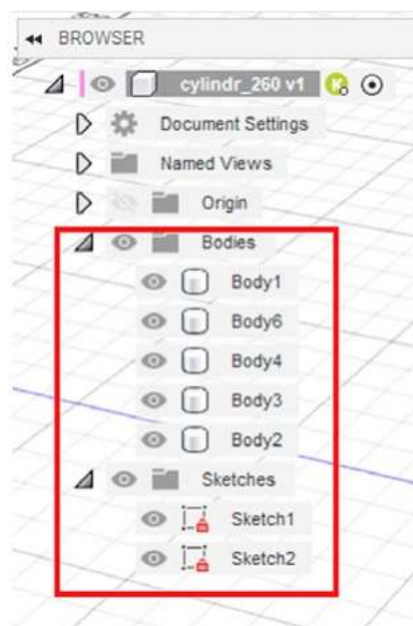 BROWSER
cylindr_260 v1
Document Settings
Named Views
Origin
Bodies
Body1
Body6
Body4
Body3
Body2
Sketches
Sketch1
Sketch2